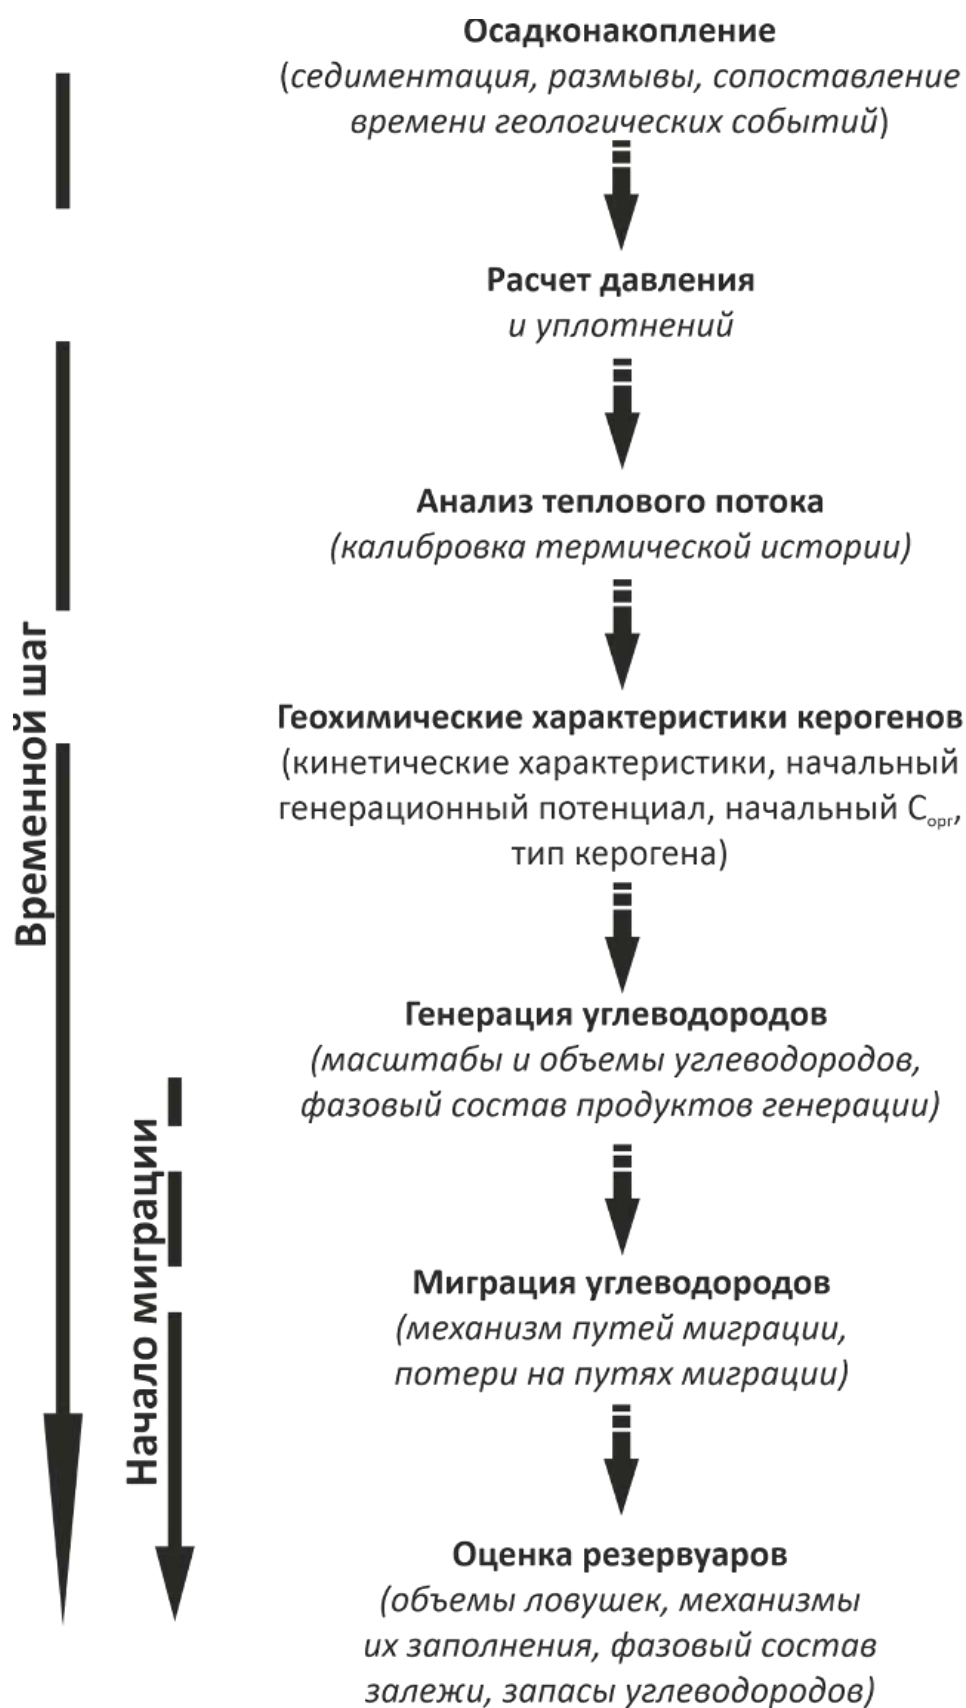 Осадконакопление
(седиментация, размывы, сопоставление
времени геологических событий)
Расчет давления
и уплотнений
Анализ теплового потока
(калибровка термической истории)
Геохимические характеристики керогенов
(кинетические характеристики, начальный
генерационный потенциал, начальный Cорг,
тип керогена)
Генерация углеводородов
(масштабы и объемы углеводородов,
фазовый состав продуктов генерации)
Миграция углеводородов
(механизм путей миграции,
потери на путях миграции)
Оценка резервуаров
(объемы ловушек, механизмы
их заполнения, фазовый состав
залежи, запасы углеводородов)
Временной шаг
Начало миграции